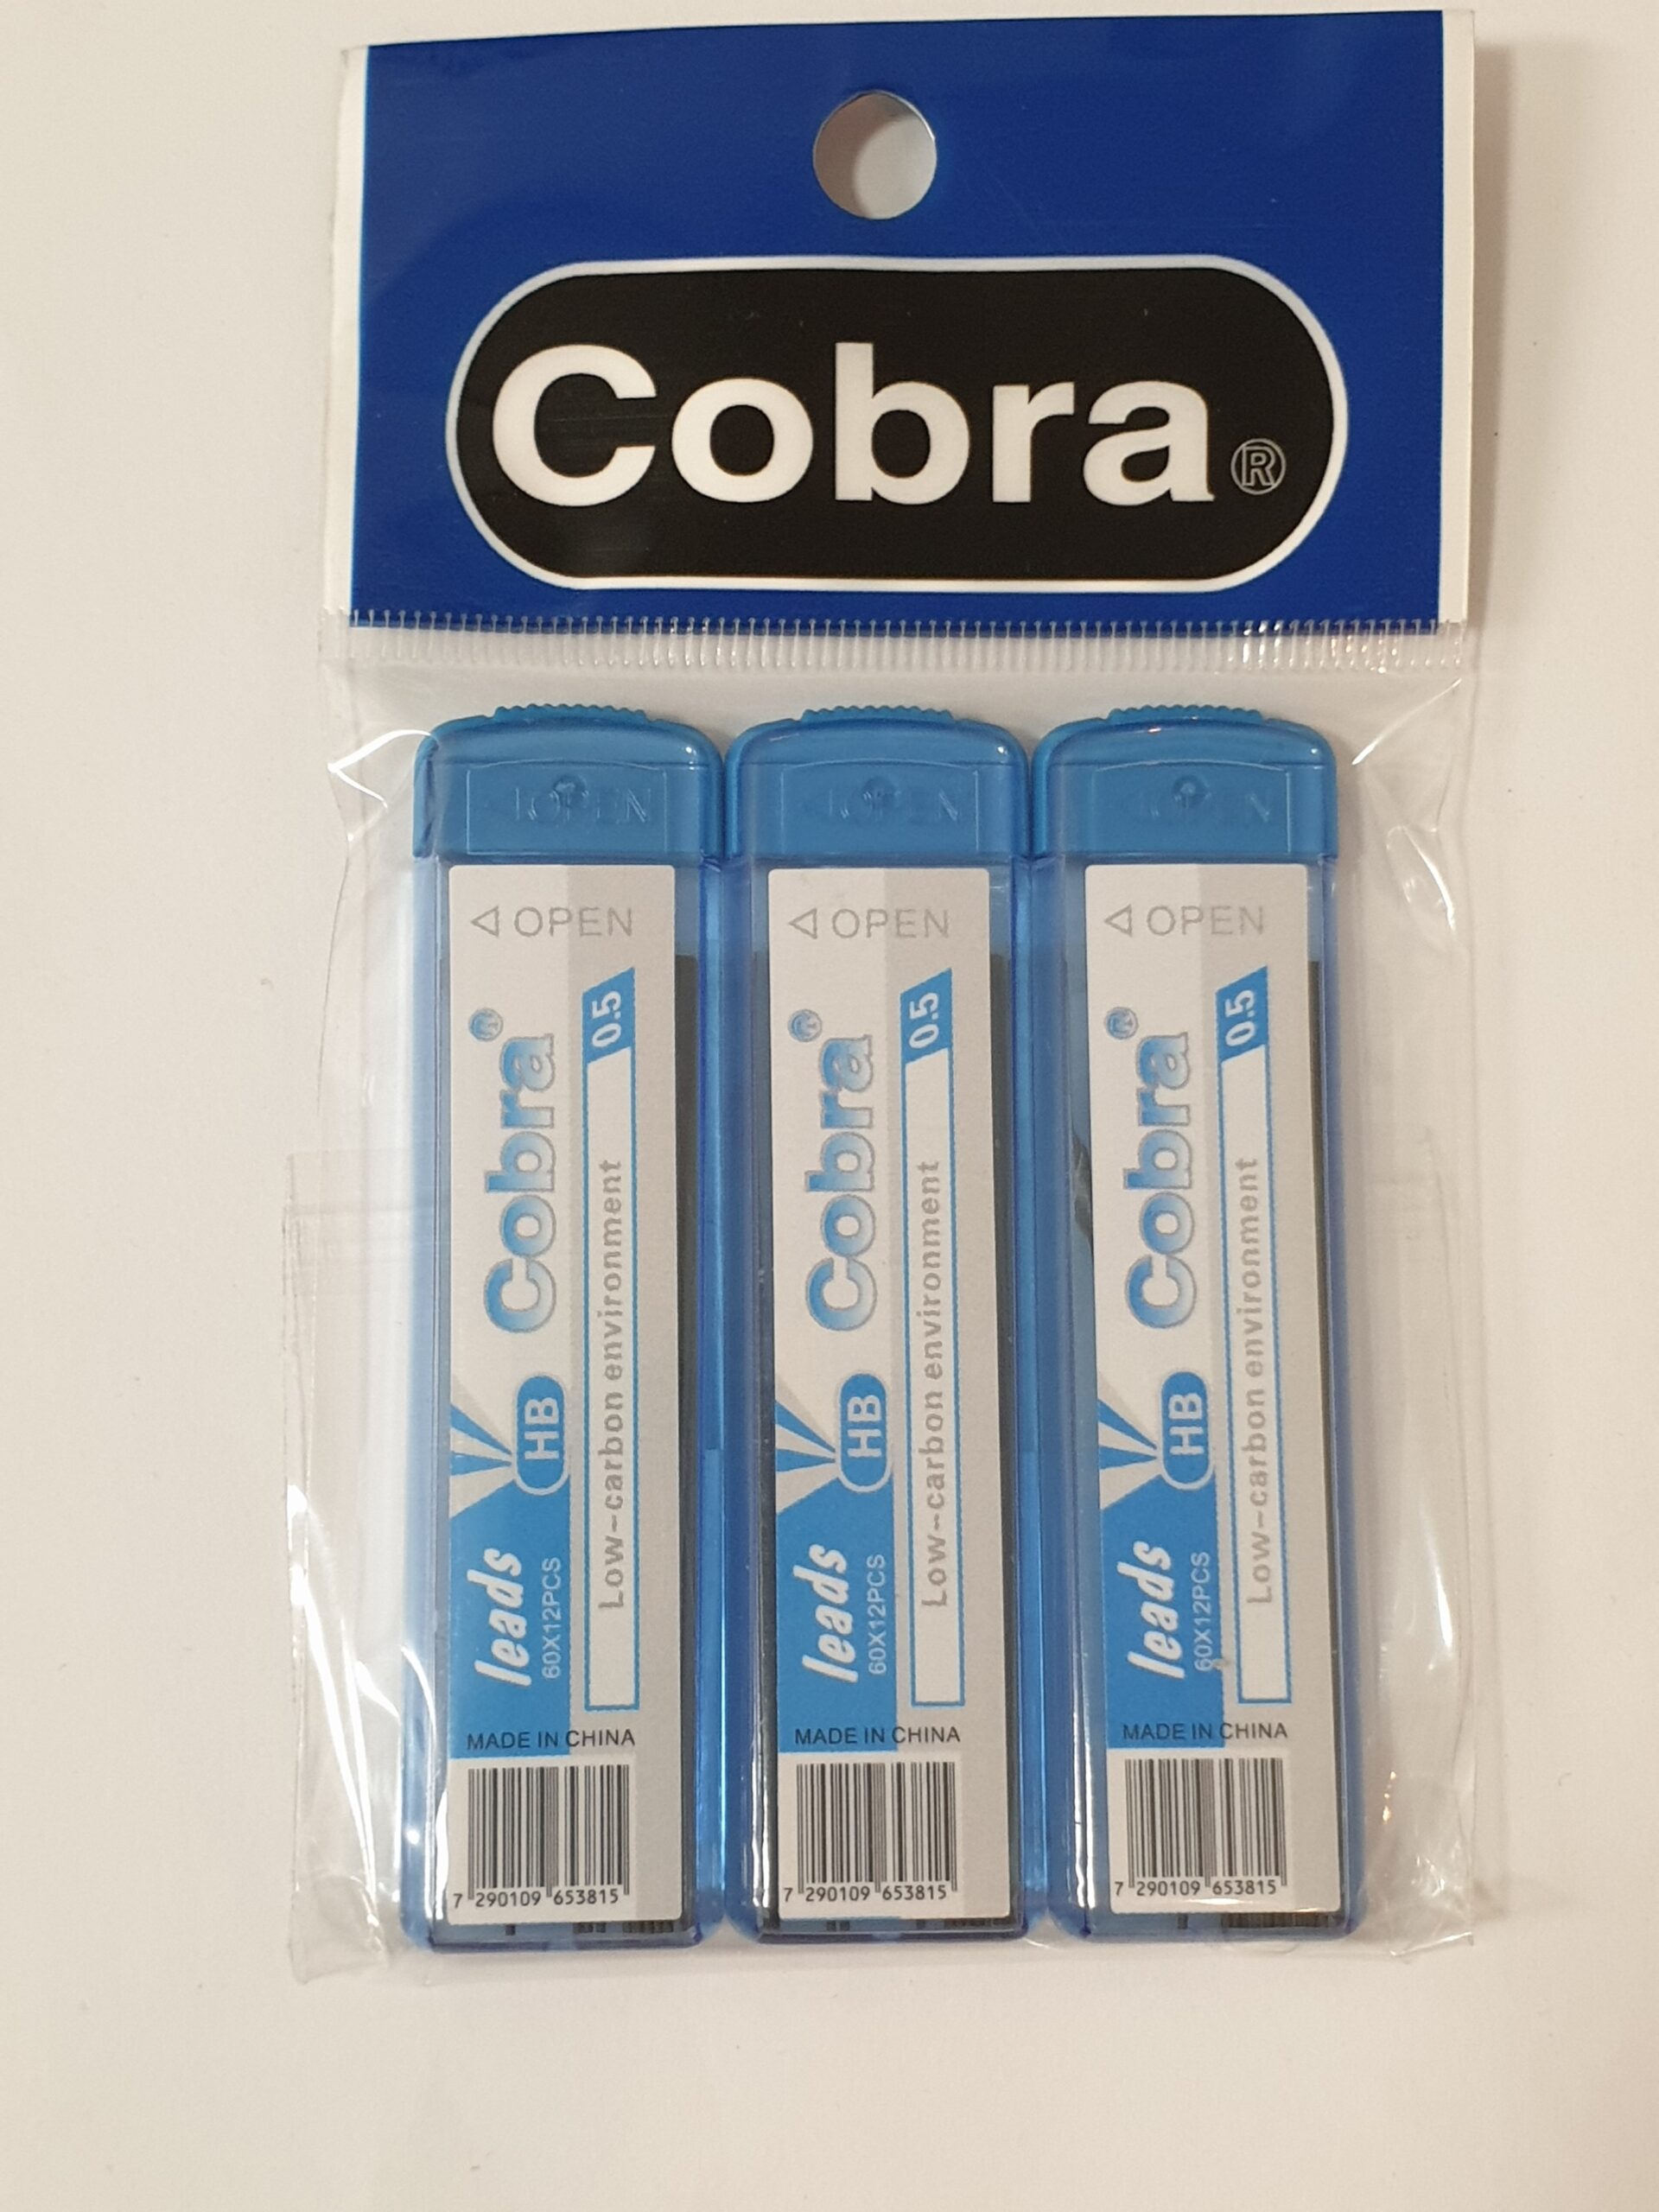 Cobra®
OPEN
OPEN
OPEN
◁ OPEN
Cobra®
0.5
HB
Low-carbon environment
leads
60X12PCS
MADE IN CHINA
7 290109 653815
◁ OPEN
Cobra®
0.5
HB
Low-carbon environment
leads
60X12PCS
MADE IN CHINA
7 290109 653815
◁ OPEN
Cobra®
0.5
HB
Low-carbon environment
leads
60X12PCS
MADE IN CHINA
7 290109 653815